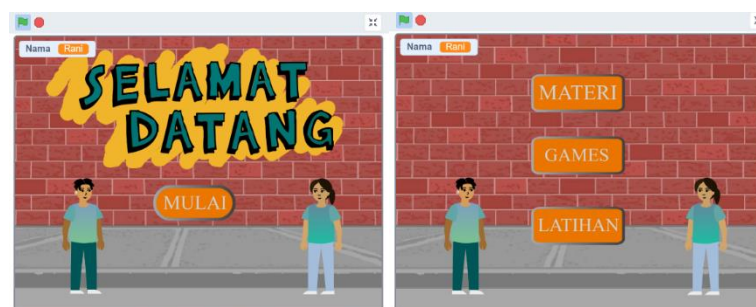 Nama Rani
SELAMAT
DATANG
MULAI
Nama Rani
MATERI
GAMES
LATIHAN